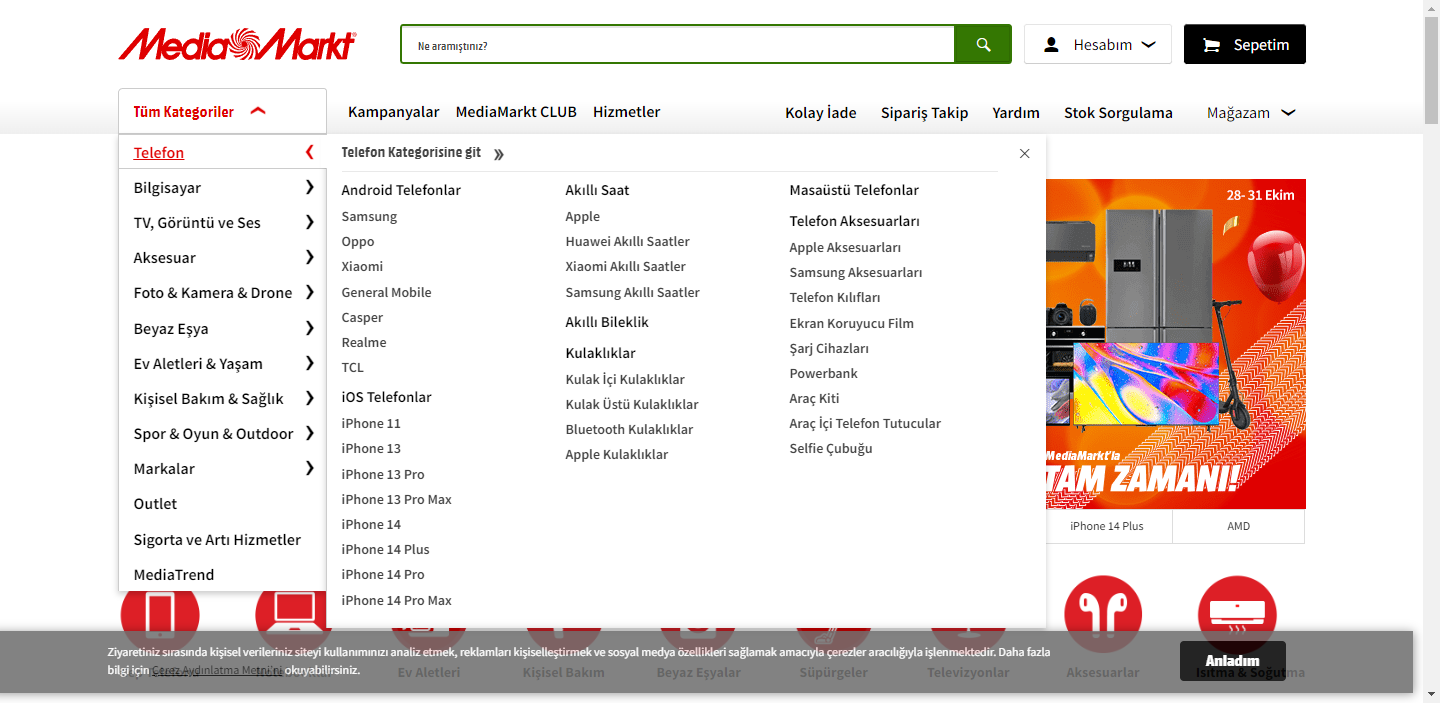 MediaMarkt
Ne aramıştınız?
Hesabım
Sepetim
Tüm Kategoriler
Kampanyalar
MediaMarkt CLUB
Hizmetler
Kolay İade
Sipariş Takip
Yardım
Stok Sorgulama
Mağazam
Telefon
Bilgisayar
TV, Görüntü ve Ses
Aksesuar
Foto & Kamera & Drone
Beyaz Eşya
Ev Aletleri & Yaşam
Kişisel Bakım & Sağlık
Spor & Oyun & Outdoor
Markalar
Outlet
Sigorta ve Artı Hizmetler
MediaTrend
Telefon Kategorisine git
Android Telefonlar
Samsung
Oppo
Xiaomi
General Mobile
Casper
Realme
TCL
iOS Telefonlar
iPhone 11
iPhone 13
iPhone 13 Pro
iPhone 13 Pro Max
iPhone 14
iPhone 14 Plus
iPhone 14 Pro
iPhone 14 Pro Max
Akıllı Saat
Apple
Huawei Akıllı Saatler
Xiaomi Akıllı Saatler
Samsung Akıllı Saatler
Akıllı Bileklik
Kulaklıklar
Kulak İçi Kulaklıklar
Kulak Üstü Kulaklıklar
Bluetooth Kulaklıklar
Apple Kulaklıklar
Masaüstü Telefonlar
Telefon Aksesuarları
Apple Aksesuarları
Samsung Aksesuarları
Telefon Kılıfları
Ekran Koruyucu Film
Şarj Cihazları
Powerbank
Araç Kiti
Araç İçi Telefon Tutucular
Selfie Çubuğu
28- 31 Ekim
MediaMarkt'la
TAM ZAMANI!
iPhone 14 Plus
AMD
Ziyaretiniz sırasında kişisel verileriniz siteyi kullanımınızı analiz etmek, reklamları kişiselleştirmek ve sosyal medya özellikleri sağlamak amacıyla çerezler aracılığıyla işlenmektedir. Daha fazla
bilgi için Çerez Aydınlatma Metni'ni okuyabilirsiniz.
Anladım
Ev Aletleri
Kişisel Bakım
Beyaz Eşyalar
Süpürgeler
Televizyonlar
Aksesuarlar
Isıtma & Soğutma